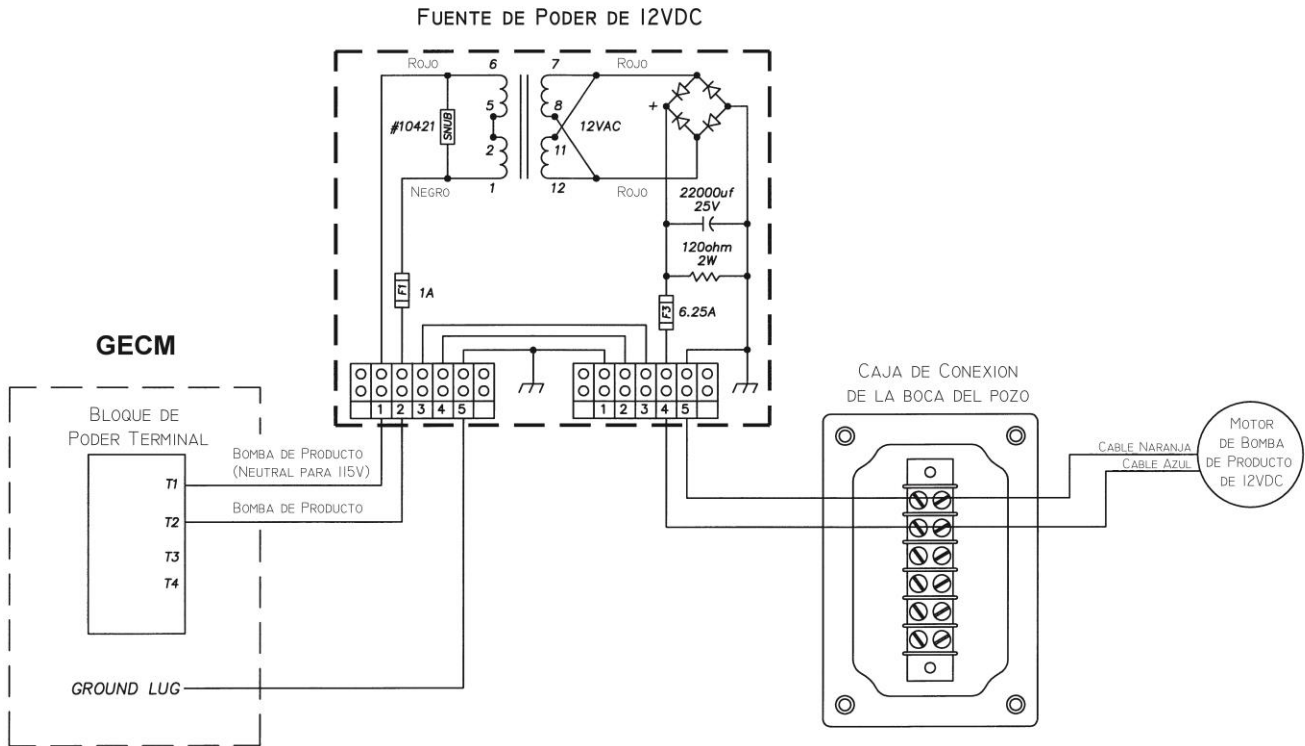 FUENTE DE PODER DE 12VDC
ROJO
6
7
ROJO
5
8
+
#10421
SNUB
12VAC
2
11
NEGRO
1
12
ROJO
22000uf
25V
120ohm
2W
F1
1A
F3
6.25A
1
2
3
4
5
1
2
3
4
5
GECM
BLOQUE DE
PODER TERMINAL
T1
T2
T3
T4
BOMBA DE PRODUCTO
(NEUTRAL PARA 115V)
BOMBA DE PRODUCTO
GROUND LUG
CAJA DE CONEXION
DE LA BOCA DEL POZO
CABLE NARANJA
CABLE AZUL
MOTOR
DE BOMBA
DE PRODUCTO
DE 12VDC